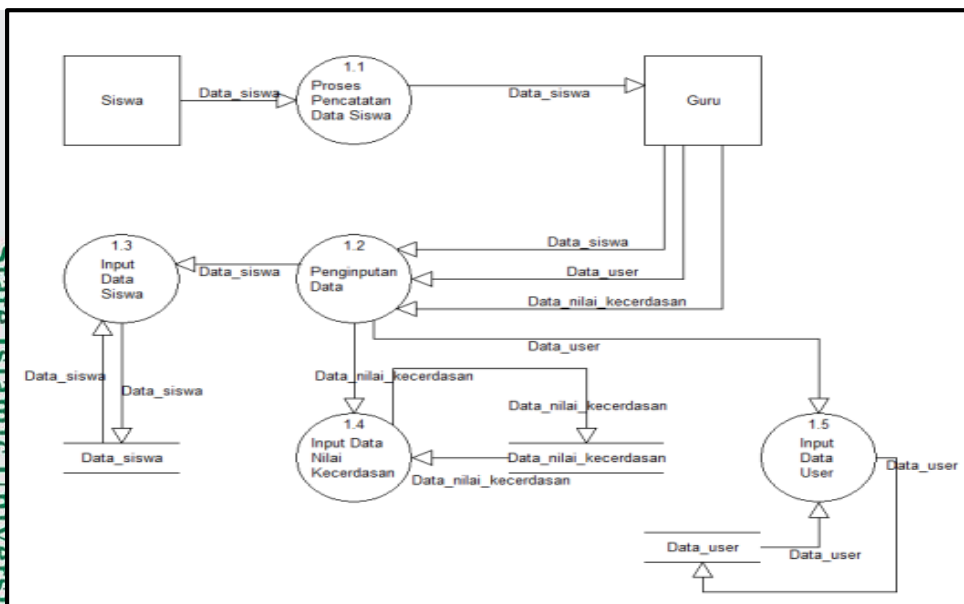 Siswa
Data_siswa
1.1
Proses
Pencatatan
Data Siswa
Data_siswa
Guru
Data_siswa
Data_user
Data_nilai_kecerdasan
1.2
Penginputan
Data
Data_siswa
1.3
Input
Data
Siswa
Data_siswa
Data_siswa
Data_siswa
Data_user
Data_nilai_kecerdasan
1.4
Input Data
Nilai
Kecerdasan
Data_nilai_kecerdasan
Data_nilai_kecerdasan
Data_nilai_kecerdasan
1.5
Input
Data
User
Data_user
Data_user
Data_user